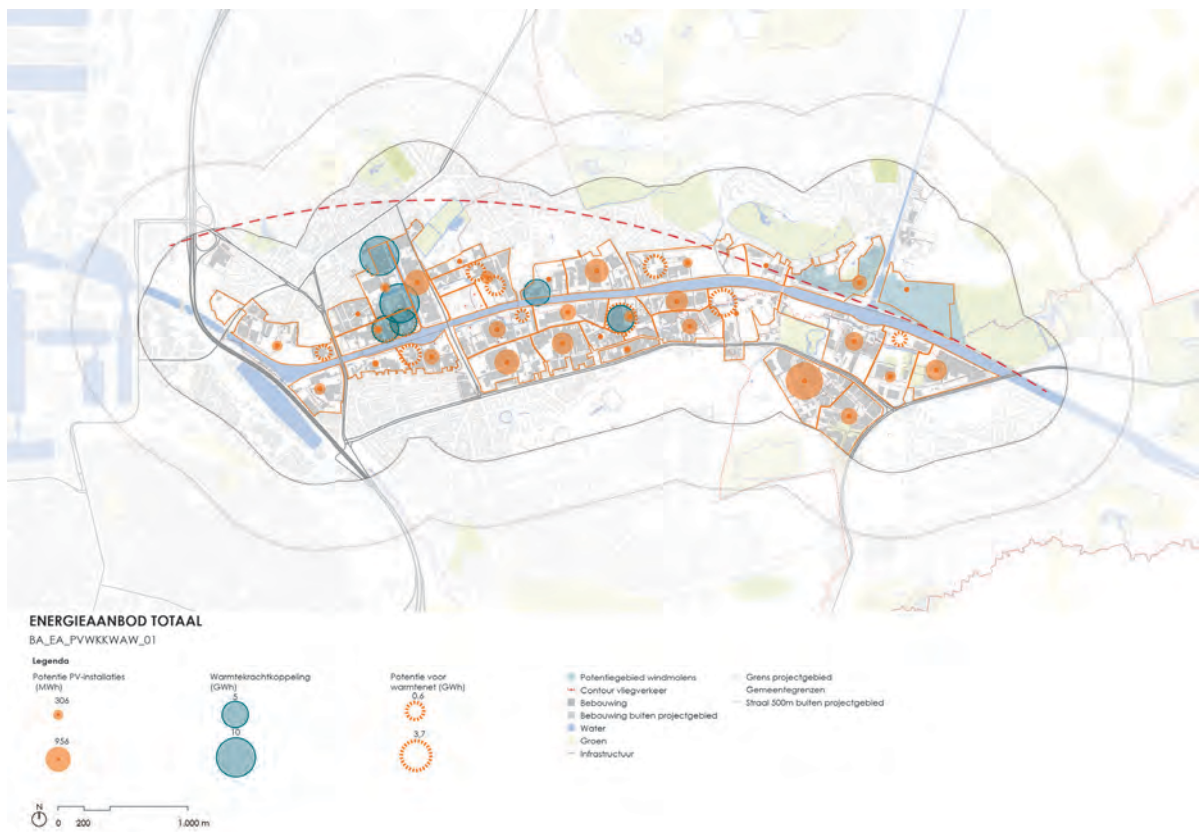 ENERGIEAANBOD TOTAAL
BA_EA_PVWKKWAW_01
Legenda
Potentie PV-installaties
(MWh)
306
956
Warmtekrachtkoppeling
(GWh)
5
10
Potentie voor
warmtenet (GWh)
0,6
3,7
Potentiegebied windmolens
Contour vliegverkeer
Bebouwing
Bebouwing buiten projectgebied
Water
Groen
Infrastructuur
Grens projectgebied
Gemeentegrenzen
Straal 500m buiten projectgebied
N
0 200 1.000 m